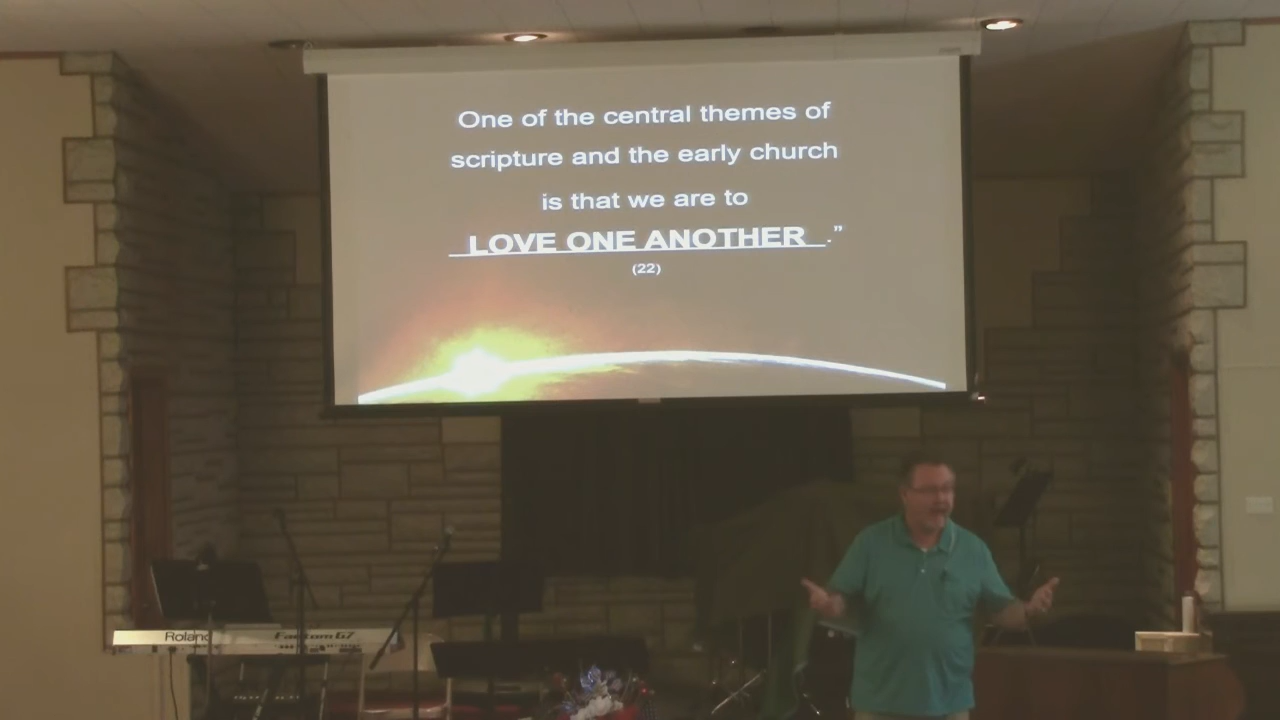 One of the central themes of
scripture and the early church
is that we are to
LOVE ONE ANOTHER."
(22)
Roland Fantom G7